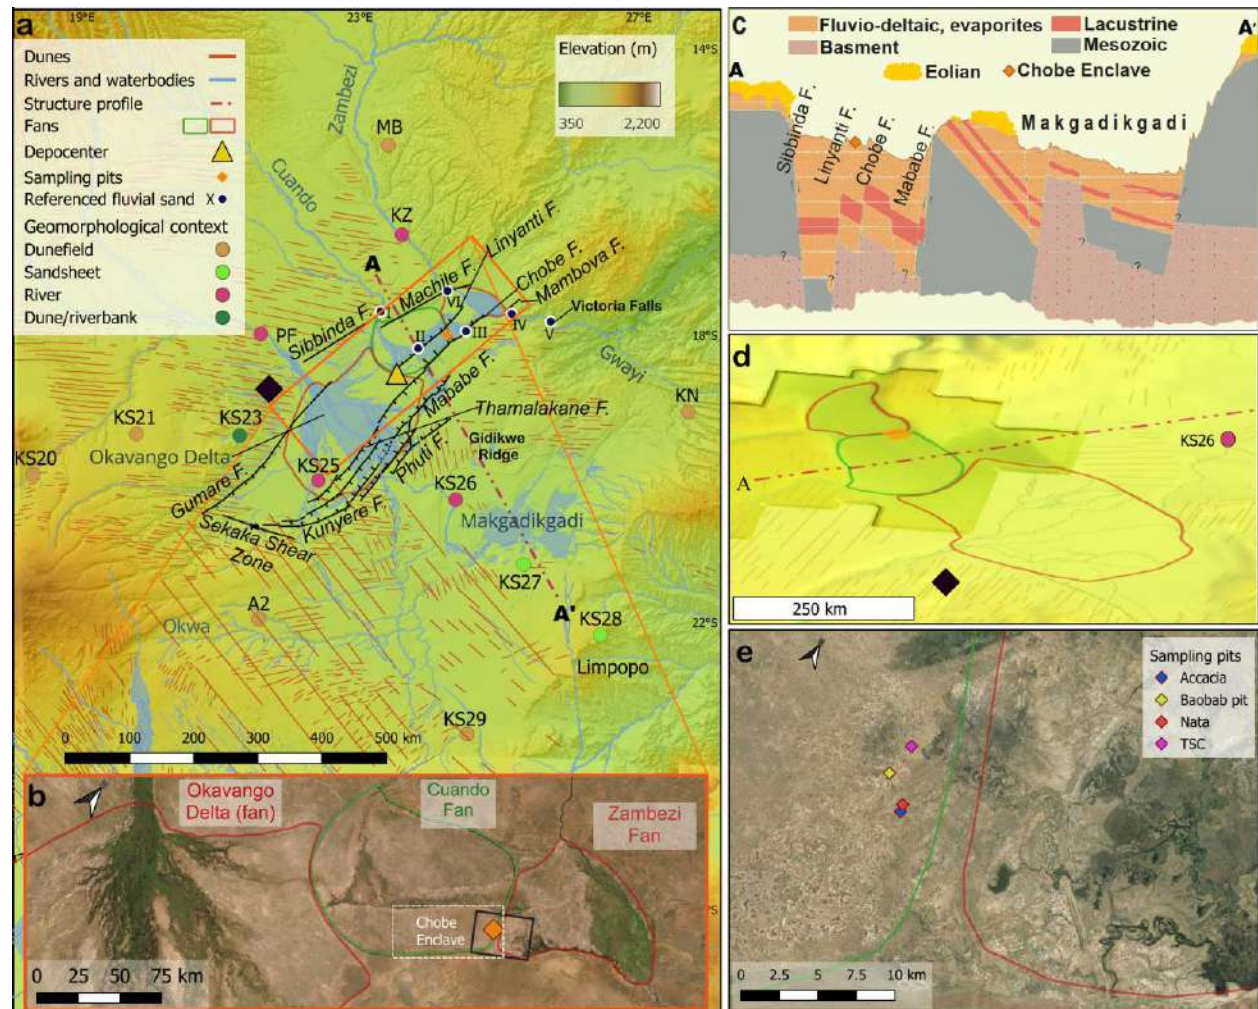 a
19°E
23°E
27°E
14°S
18°S
22°S
Dunes
Rivers and waterbodies
Structure profile
Fans
Depocenter
Sampling pits
Referenced fluvial sand X
Geomorphological context
Dunefield
Sandsheet
River
Dune/riverbank
Elevation (m)
350
2,200
Zambezi
MB
Cuando
KZ
A
Linyanti F.
Machile F.
Chobe F.
Mambova F.
Sibbinda F.
I
VI
II
III
IV
V
Victoria Falls
PF
Gwayi
KN
Mababe F.
Thamalakane F.
KS21
KS23
Okavango Delta
Gidikwe
Ridge
Phuti F.
KS20
KS25
KS26
Gumare F.
Kunyere F.
Makgadikgadi
Sekaka Shear
Zone
KS27
A2
A'
KS28
Okwa
Limpopo
KS29
0 100 200 300 400 500 km
b
Okavango
Delta (fan)
Cuando
Fan
Zambezi
Fan
Chobe
Enclave
0 25 50 75 km
C
Fluvio-deltaic, evaporites
Lacustrine
Basment
Mesozoic
Eolian
Chobe Enclave
A
A'
Sibbinda F.
Linyanti F.
Chobe F.
Mababe F.
Makgadikgadi
?
?
?
?
?
?
d
KS26
A
250 km
e
Sampling pits
Accacia
Baobab pit
Nata
TSC
0 2.5 5 7.5 10 km